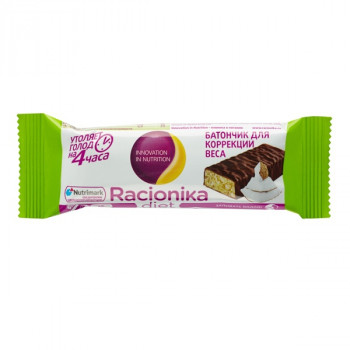 УТОЛЯЕТ
ГОЛОД
НА 4 ЧАСА
INNOVATION
IN NUTRITION
БАТОНЧИК ДЛЯ
КОРРЕКЦИИ
ВЕСА
Nutrimark
Racionika
diet